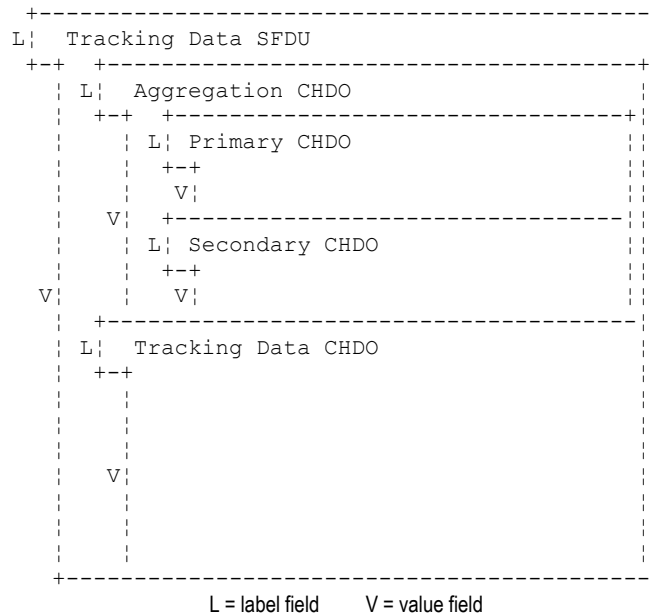 L Tracking Data SFDU
L Aggregation CHDO
L Primary CHDO
V
V
L Secondary CHDO
V V
L Tracking Data CHDO
V
L = label field V = value field